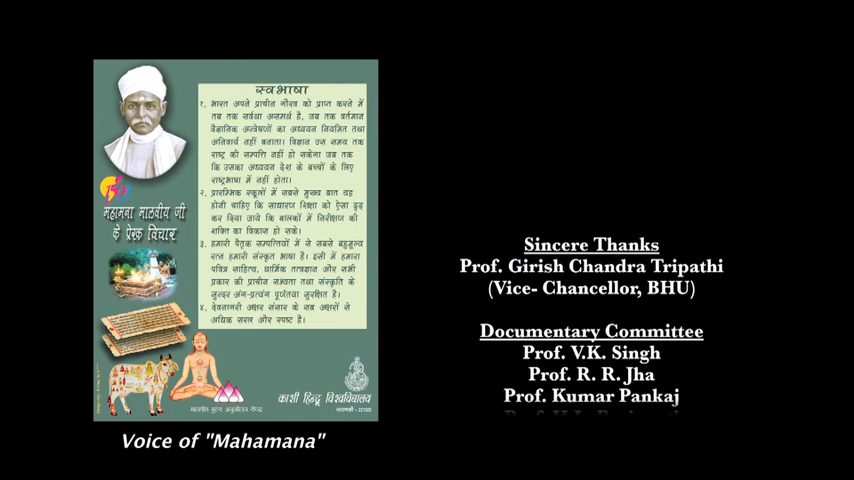 स्वभाषा
१. भारत अपने प्राचीन गौरव को प्राप्त करने में
तब तक सर्वथा असमर्थ है, जब तक वर्तमान
वैज्ञानिक अन्वेषणों का अध्ययन नियमित तथा
अनिवार्य नहीं बनाता। विज्ञान उस समय तक
राष्ट्र की सम्पत्ति नहीं हो सकेगा जब तक
कि उसका अध्ययन देश के बच्चों के लिए
राष्ट्रभाषा में नहीं होता।
२. प्रारम्भिक स्कूलों में सबसे मुख्य बात यह
होनी चाहिए कि साधारण शिक्षा को ऐसा दृढ़
कर दिया जाये कि बालकों में निरीक्षण की
शक्ति का विकास हो सके।
३. हमारी पैतृक सम्पत्तियों में से सबसे बहुमूल्य
रत्न हमारी संस्कृत भाषा है। इसी में हमारा
पवित्र साहित्य, धार्मिक तत्वज्ञान और सभी
प्रकार की प्राचीन सभ्यता तथा संस्कृति के
सुन्दर अंग-प्रत्यंग पूर्णतया सुरक्षित है।
४. देवनागरी अक्षर संसार के सब अक्षरों से
अधिक सरल और स्पष्ट है।
महामना मालवीय जी
के प्रेरक विचार
काशी हिन्दू विश्वविद्यालय
मालवीय मूल्य अनुशीलन केन्द्र
Voice of "Mahamana"
Sincere Thanks
Prof. Girish Chandra Tripathi
(Vice- Chancellor, BHU)
Documentary Committee
Prof. V.K. Singh
Prof. R. R. Jha
Prof. Kumar Pankaj